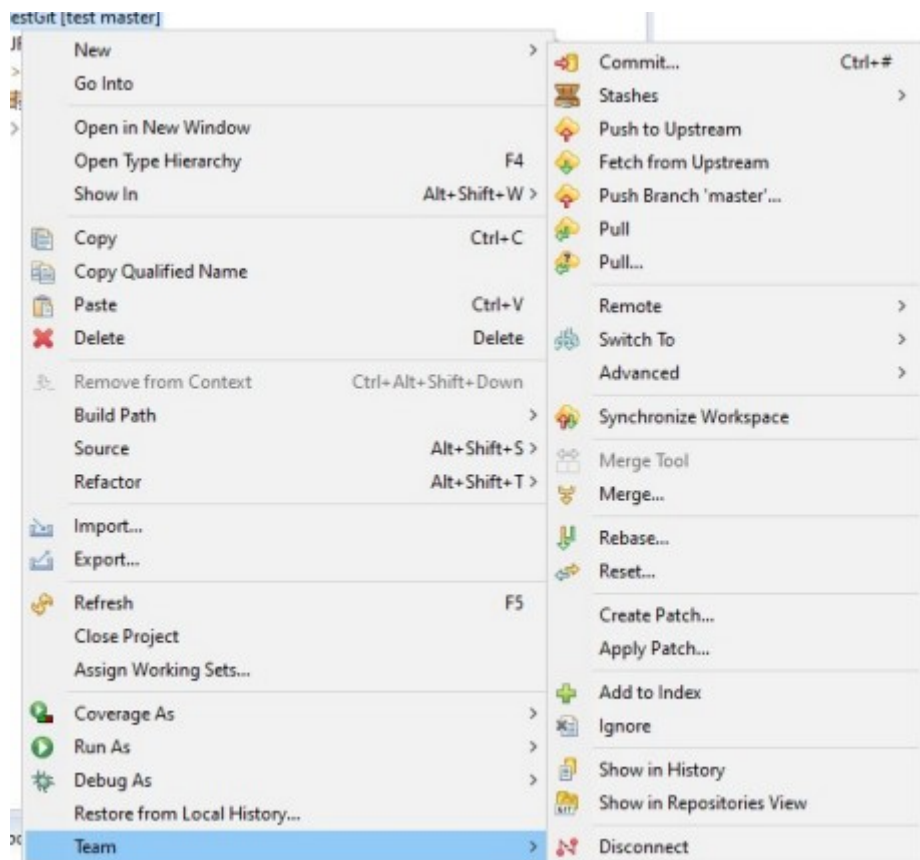 estGit [test master]
New
Go Into
Open in New Window
Open Type Hierarchy F4
Show In Alt+Shift+W >
Copy Ctrl+C
Copy Qualified Name
Paste Ctrl+V
Delete Delete
Remove from Context Ctrl+Alt+Shift+Down
Build Path >
Source Alt+Shift+S >
Refactor Alt+Shift+T >
Import...
Export...
Refresh F5
Close Project
Assign Working Sets...
Coverage As >
Run As >
Debug As >
Restore from Local History...
Team >
Commit... Ctrl+#
Stashes >
Push to Upstream
Fetch from Upstream
Push Branch 'master'...
Pull
Pull...
Remote >
Switch To >
Advanced >
Synchronize Workspace
Merge Tool
Merge...
Rebase...
Reset...
Create Patch...
Apply Patch...
Add to Index
Ignore
Show in History
Show in Repositories View
Disconnect